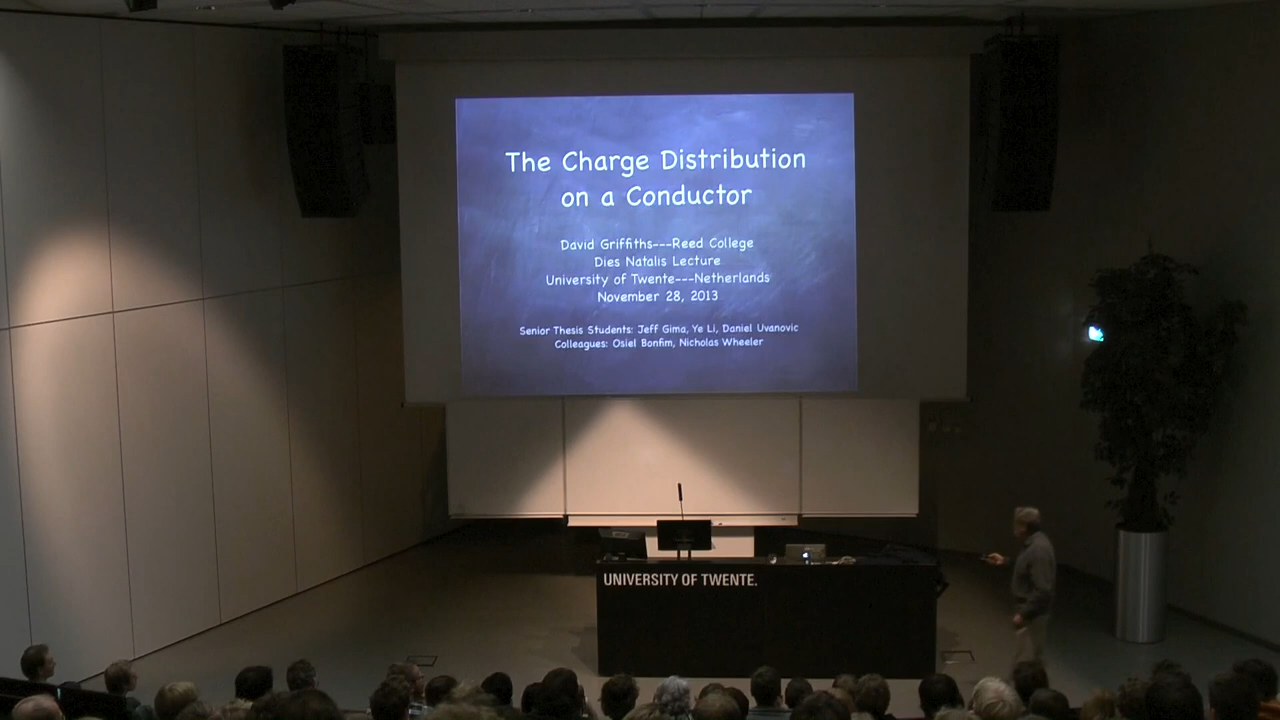 The Charge Distribution
on a Conductor
David Griffiths---Reed College
Dies Natalis Lecture
University of Twente---Netherlands
November 28, 2013
Senior Thesis Students: Jeff Gima, Ye Li, Daniel Uvanovic
Colleagues: Osiel Bonfim, Nicholas Wheeler
UNIVERSITY OF TWENTE.